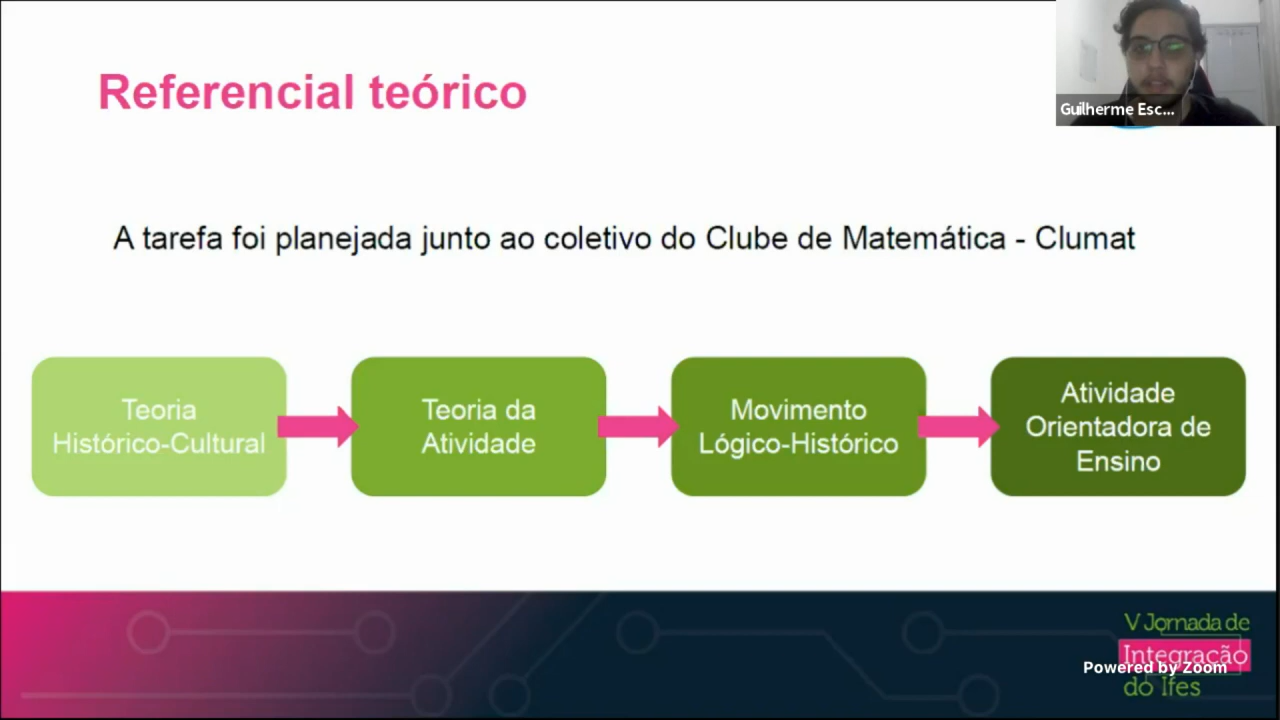 Referencial teórico
Guilherme Esc...
A tarefa foi planejada junto ao coletivo do Clube de Matemática - Clumat
Teoria
Histórico-Cultural
Teoria da
Atividade
Movimento
Lógico-Histórico
Atividade
Orientadora de
Ensino
V Jornada de
Integração
Powered by Zoom
do Ifes